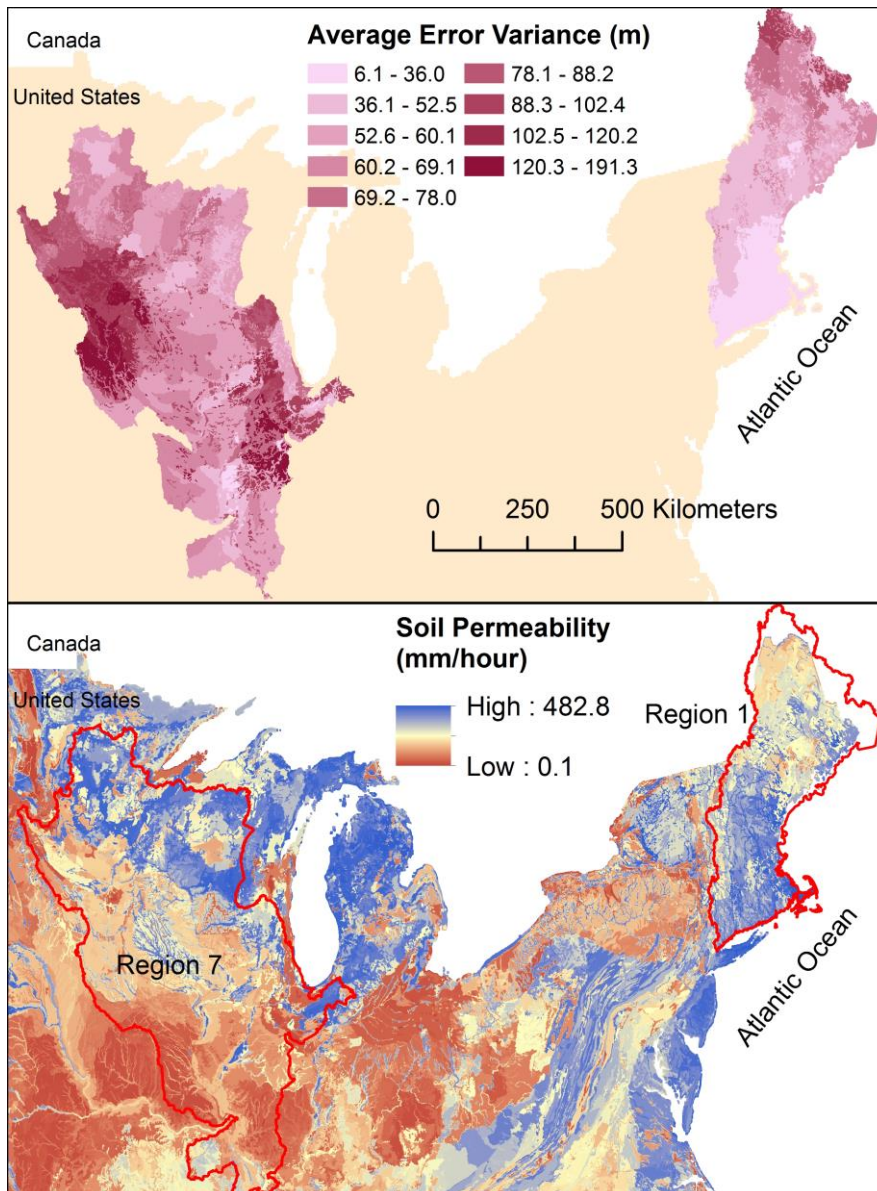 Canada
United States
Average Error Variance (m)
6.1 - 36.0
36.1 - 52.5
52.6 - 60.1
60.2 - 69.1
69.2 - 78.0
78.1 - 88.2
88.3 - 102.4
102.5 - 120.2
120.3 - 191.3
Atlantic Ocean
0 250 500 Kilometers
Canada
United States
Soil Permeability
(mm/hour)
High : 482.8
Low : 0.1
Region 1
Region 7
Atlantic Ocean